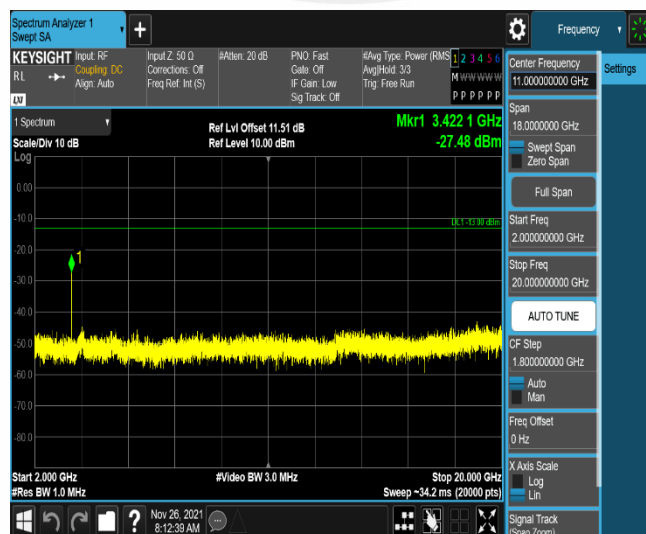 Spectrum Analyzer 1
Swept SA
+
Frequency
KEYSIGHT
RL
LXI
Input: RF
Coupling: DC
Align: Auto
Input Z: 50 Ω
Corrections: Off
Freq Ref: Int (S)
#Atten: 20 dB
PNO: Fast
Gate: Off
IF Gain: Low
Sig Track: Off
#Avg Type: Power (RMS
Avg|Hold: 3/3
Trig: Free Run
1 2 3 4 5 6
M W W W W W
P P P P P P
1 Spectrum
Scale/Div 10 dB
Log
Ref Lvl Offset 11.51 dB
Ref Level 10.00 dBm
Mkr1 3.422 1 GHz
-27.48 dBm
0.00
-10.0
DL1 -13.00 dBm
-20.0
1
-30.0
-40.0
-50.0
-60.0
-70.0
-80.0
Start 2.000 GHz
#Res BW 1.0 MHz
#Video BW 3.0 MHz
Stop 20.000 GHz
Sweep ~34.2 ms (20000 pts)
Nov 26, 2021
8:12:39 AM
?
Center Frequency
11.000000000 GHz
Settings
Span
18.0000000 GHz
Swept Span
Zero Span
Full Span
Start Freq
2.000000000 GHz
Stop Freq
20.000000000 GHz
AUTO TUNE
CF Step
1.800000000 GHz
Auto
Man
Freq Offset
0 Hz
X Axis Scale
Log
Lin
Signal Track
(Span Zoom)